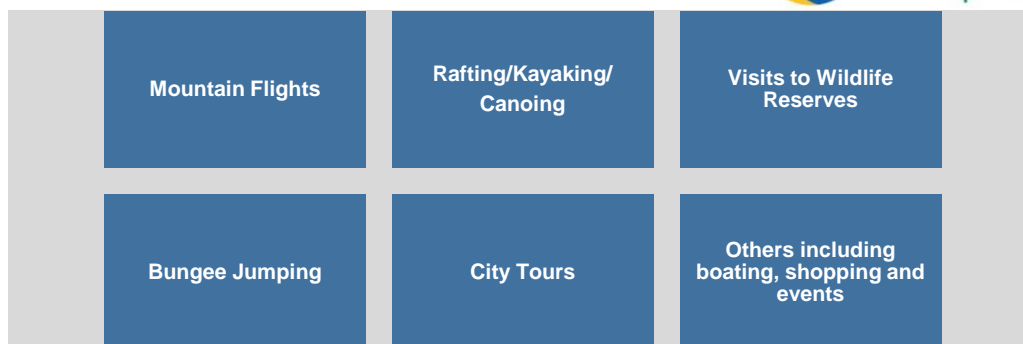 Mountain Flights
Rafting/Kayaking/
Canoing
Visits to Wildlife
Reserves
Bungee Jumping
City Tours
Others including
boating, shopping and
events